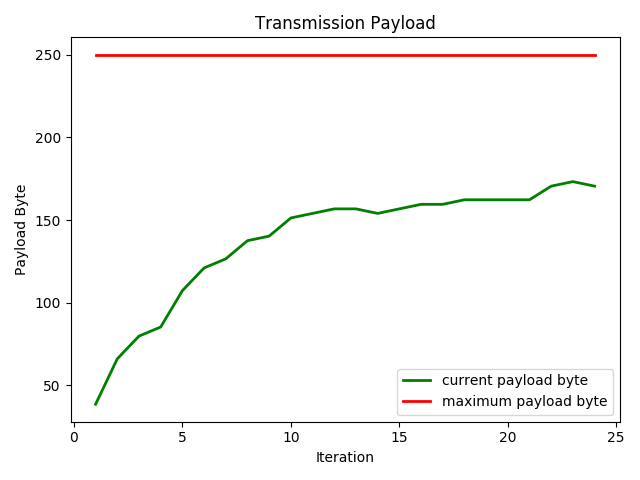 Transmission Payload
250
200
150
100
50
Payload Byte
0
5
10
15
20
25
Iteration
current payload byte
maximum payload byte